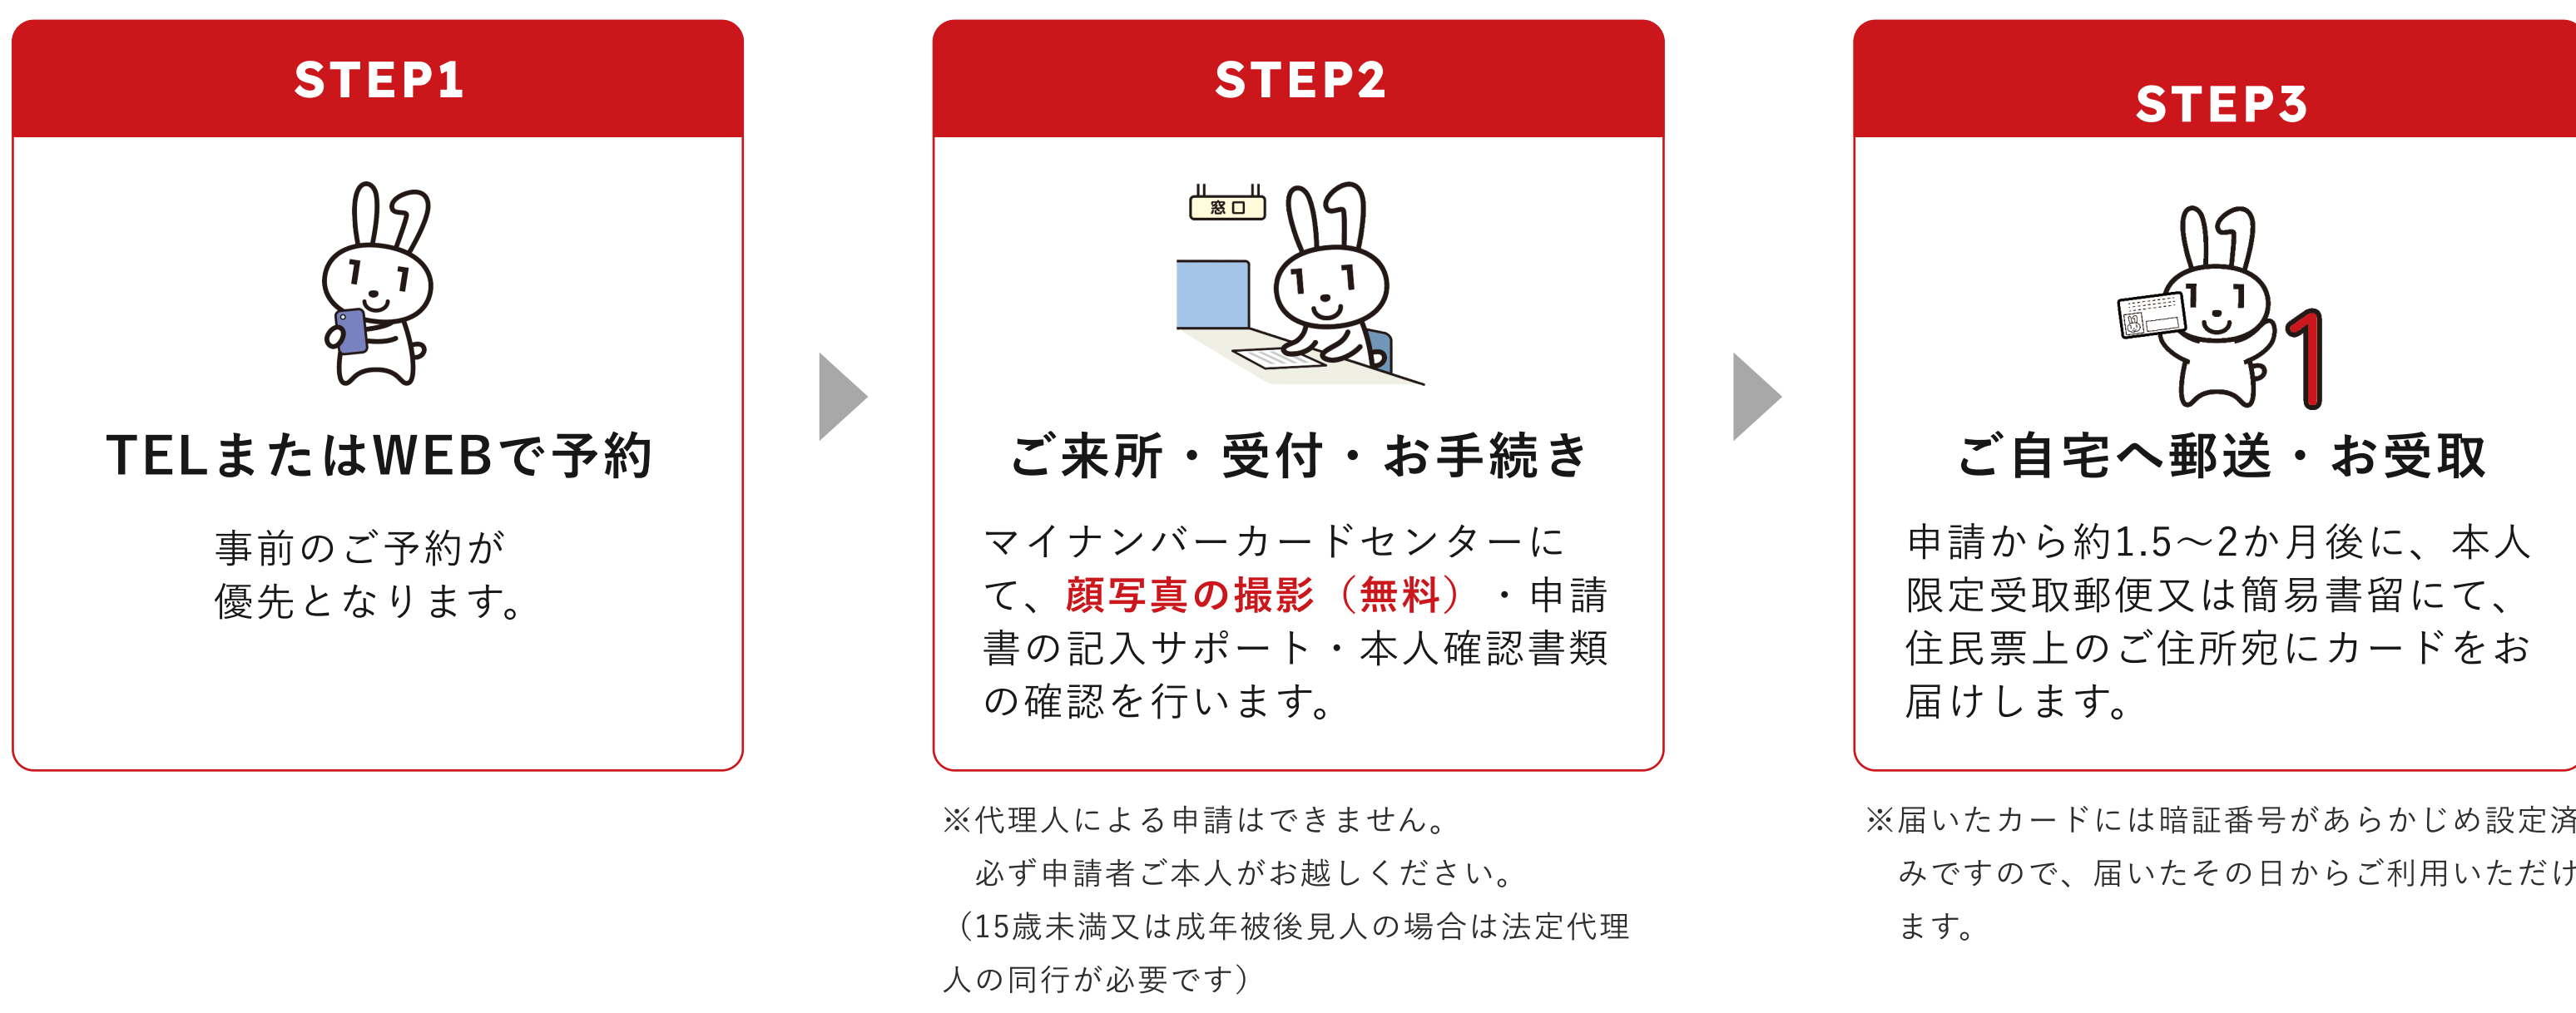 STEP1
TELまたはWEBで予約
事前のご予約が
優先となります。
STEP2
窓口
ご来所・受付・お手続き
マイナンバーカードセンターに
て、顔写真の撮影（無料）・申請
書の記入サポート・本人確認書類
の確認を行います。
※代理人による申請はできません。
必ず申請者ご本人がお越しください。
（15歳未満又は成年被後見人の場合は法定代理
人の同行が必要です）
STEP3
1
ご自宅へ郵送・お受取
申請から約1.5～2か月後に、本人
限定受取郵便又は簡易書留にて、
住民票上のご住所宛にカードをお
届けします。
※届いたカードには暗証番号があらかじめ設定済
みですので、届いたその日からご利用いただけ
ます。